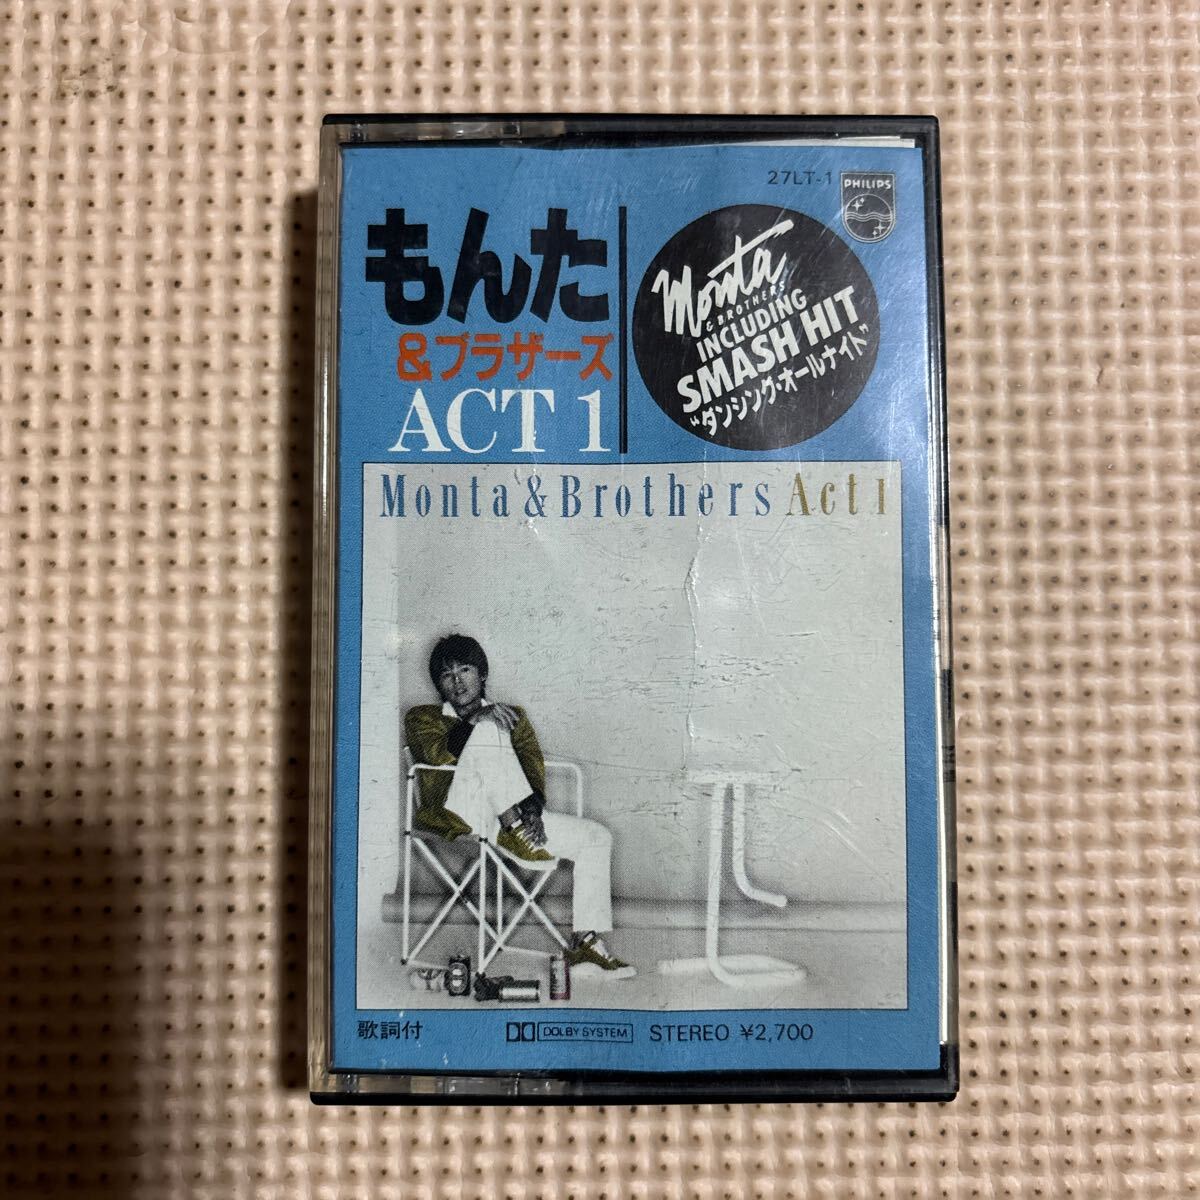 27LT-1
PHILIPS
もんた
&ブラザーズ
ACT 1
Monta
& BROTHERS
INCLUDING
SMASH HIT
“ダンシング・オールナイト”
Monta & Brothers Act 1
歌詞付
DOLBY SYSTEM
STEREO ¥2,700